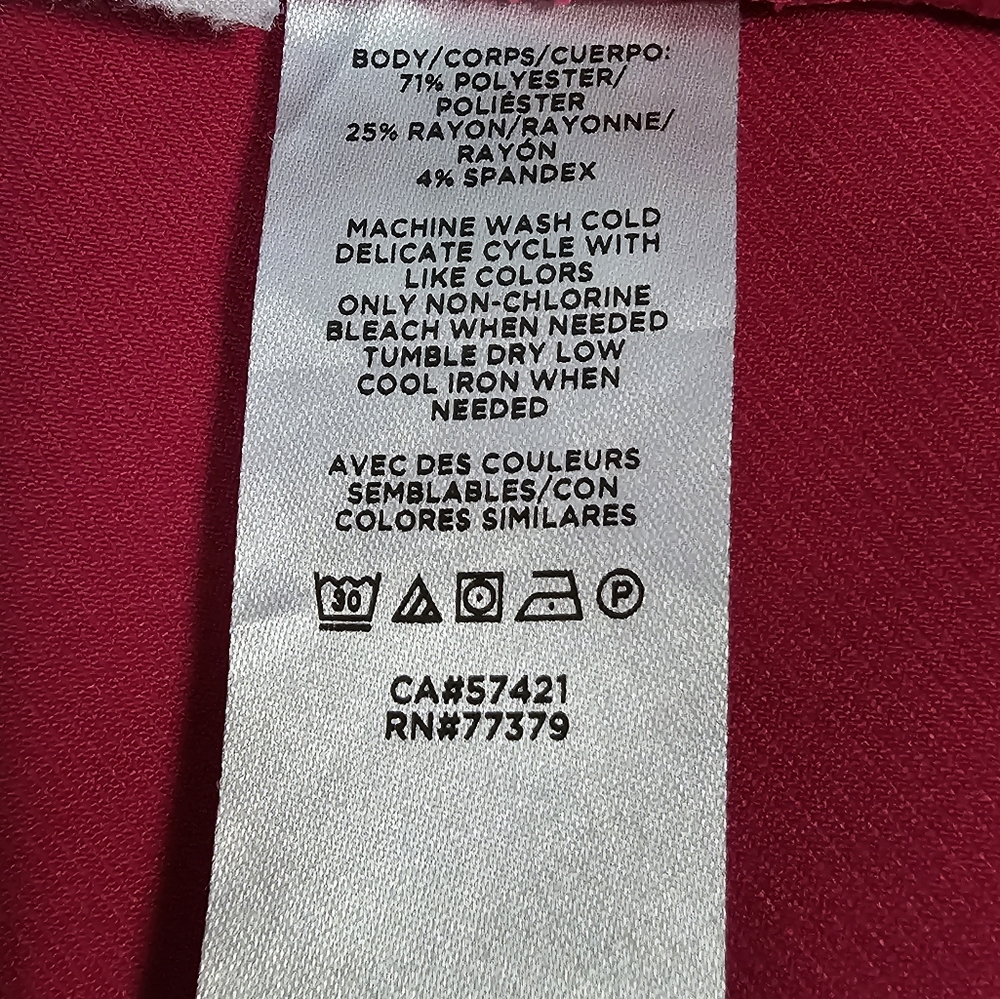 BODY/CORPS/CUERPO:
71% POLYESTER/
POLIÉSTER
25% RAYON/RAYONNE/
RAYÓN
4% SPANDEX
MACHINE WASH COLD
DELICATE CYCLE WITH
LIKE COLORS
ONLY NON-CHLORINE
BLEACH WHEN NEEDED
TUMBLE DRY LOW
COOL IRON WHEN
NEEDED
AVEC DES COULEURS
SEMBLABLES/CON
COLORES SIMILARES
30 P
CA#57421
RN#77379